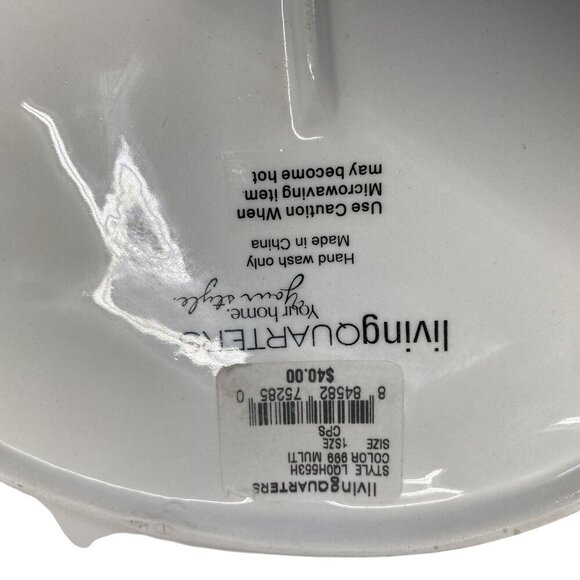 livingQUARTERS
Your home.
your style.
Hand wash only
Made in China
Use Caution When
Microwaving item
may become hot
livingQUARTERS
STYLE LQ0H553H
COLOR 999 MULTI
SIZE 1SZE
CPS
8 84582 75285 0
$40.00